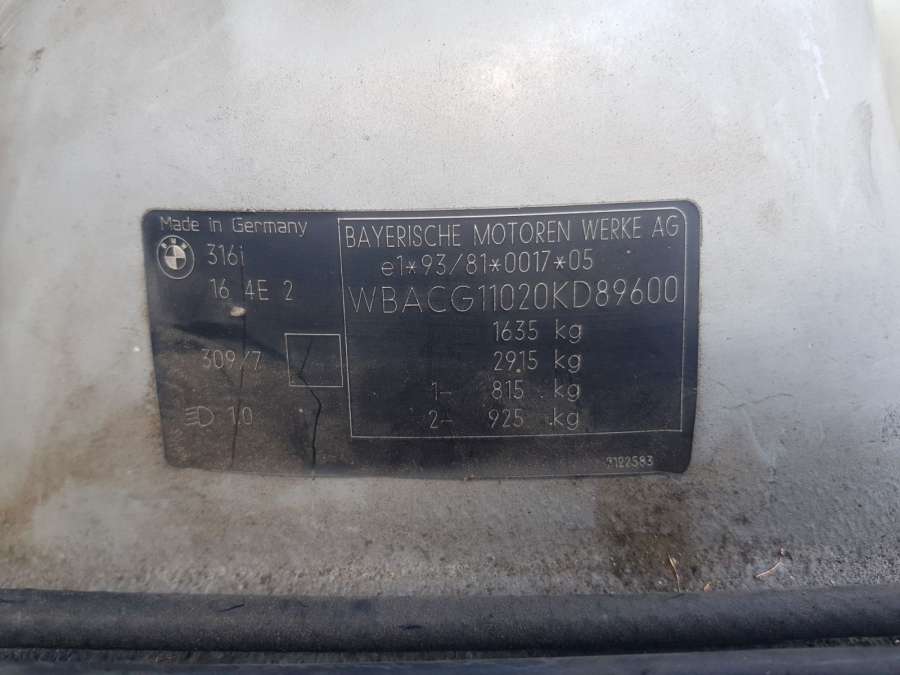 Made in Germany
BMW
316i
16 4E 2
309/7
10
BAYERISCHE MOTOREN WERKE AG
e1*93/81*0017*05
WBACG11020KD89600
1635 kg
2915 kg
1- 815 kg
2- 925 kg